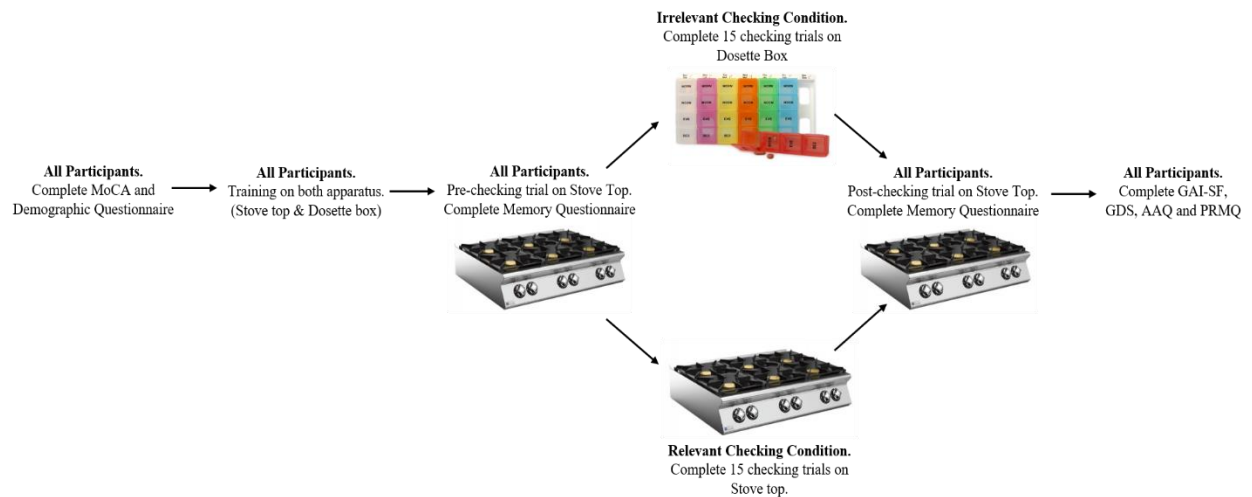 Irrelevant Checking Condition.
Complete 15 checking trials on
Dosette Box
All Participants.
Complete MoCA and
Demographic Questionnaire
All Participants.
Training on both apparatus.
(Stove top & Dosette box)
All Participants.
Pre-checking trial on Stove Top.
Complete Memory Questionnaire
All Participants.
Post-checking trial on Stove Top.
Complete Memory Questionnaire
All Participants.
Complete GAI-SF,
GDS, AAQ and PRMQ
Relevant Checking Condition.
Complete 15 checking trials on
Stove top.